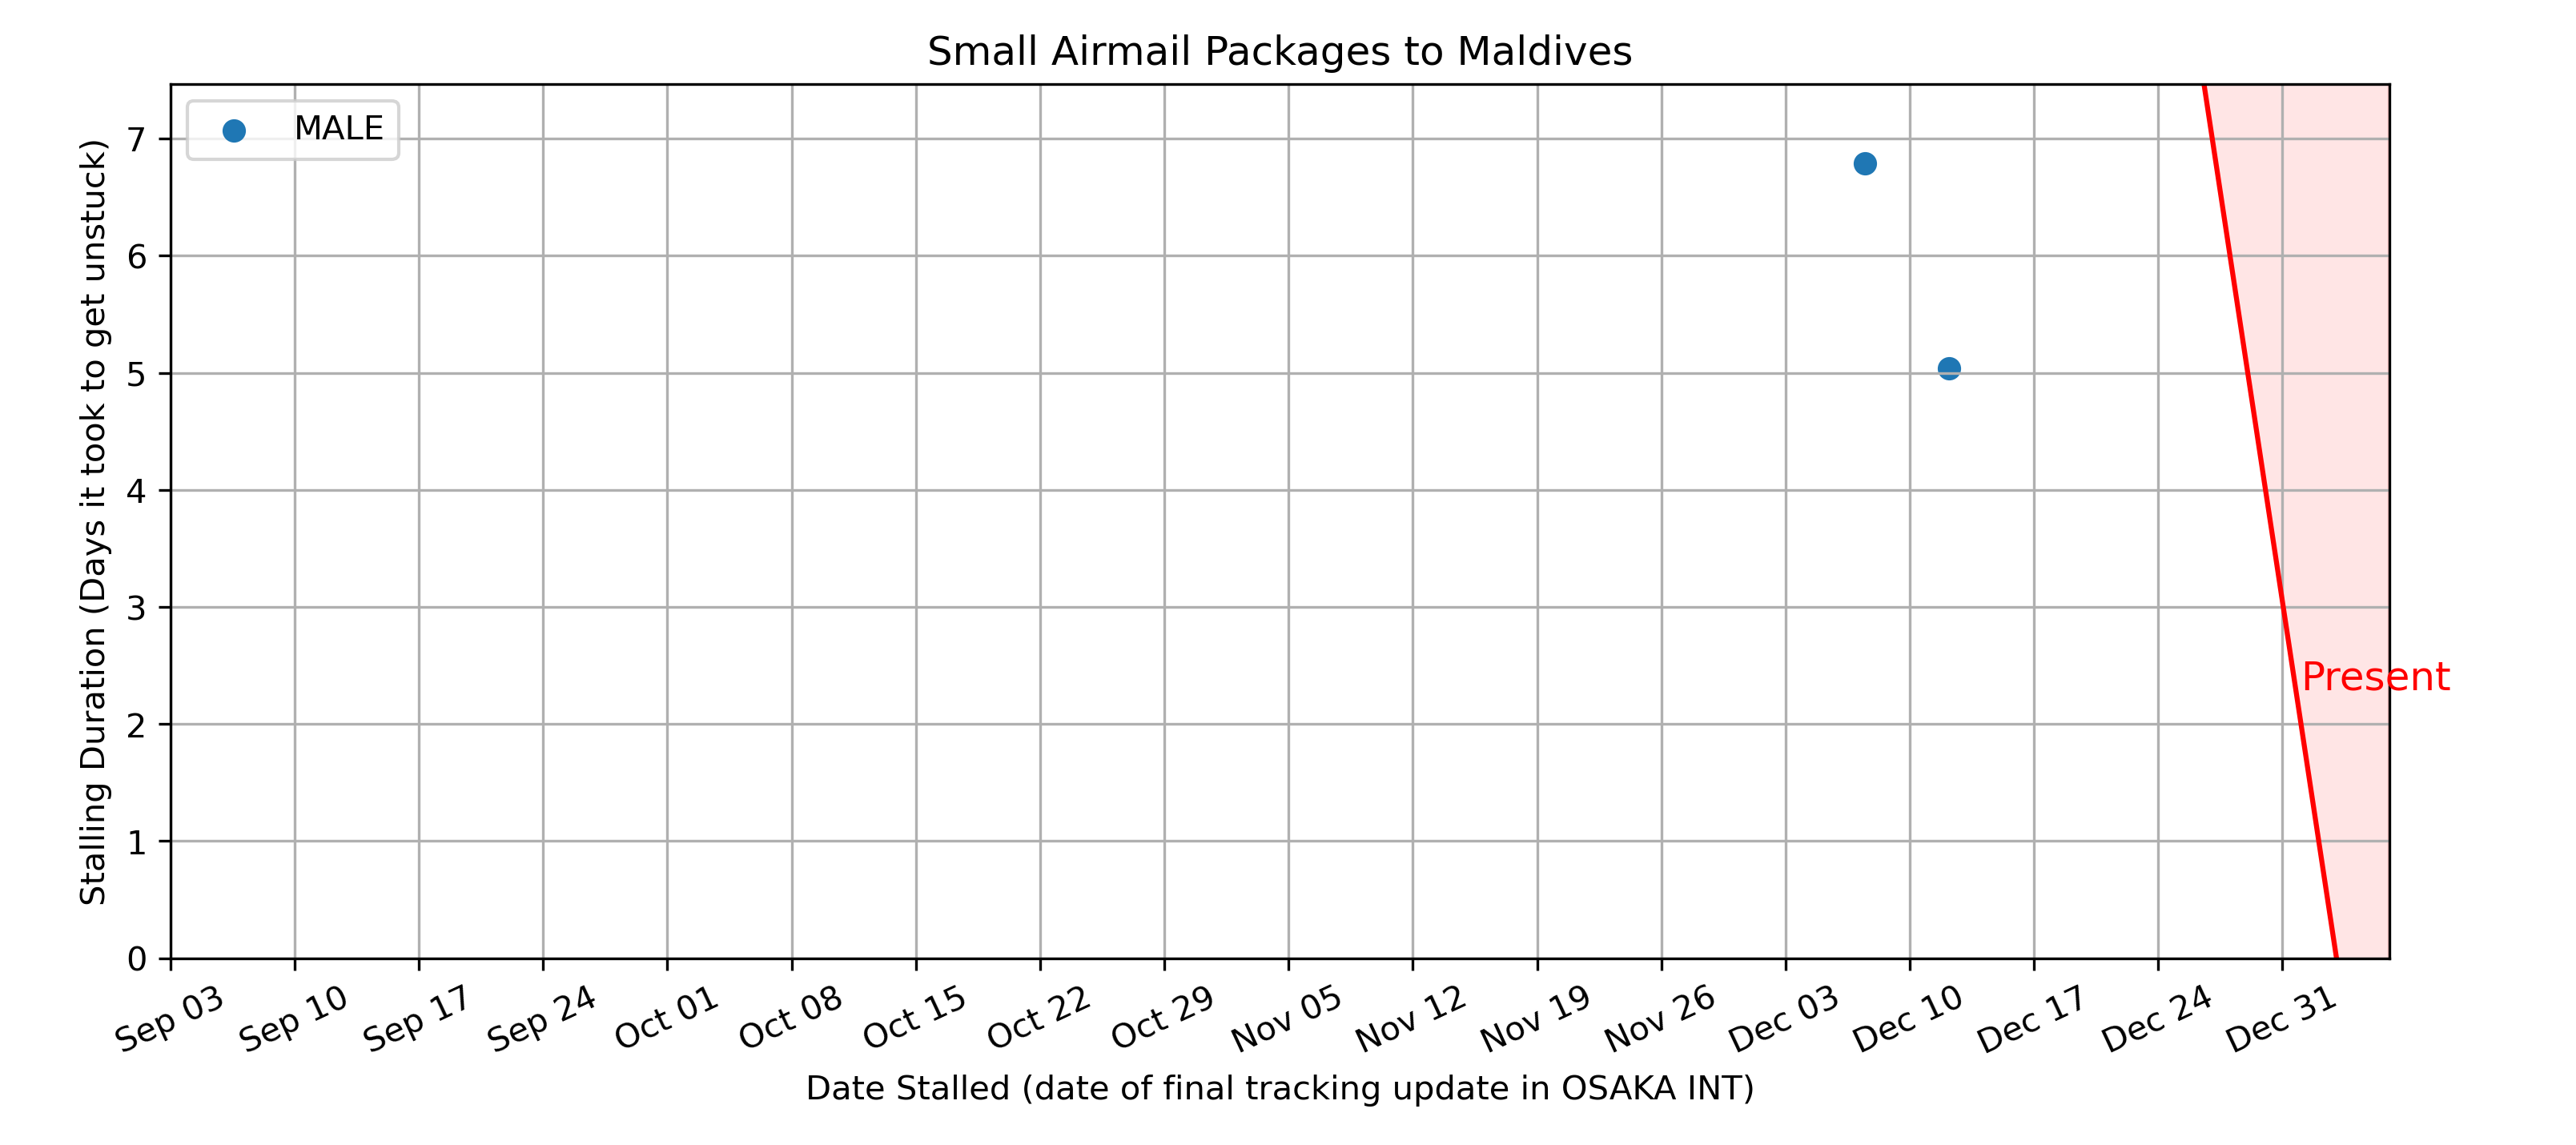 Small Airmail Packages to Maldives
MALE
Stalling Duration (Days it took to get unstuck)
7
6
5
4
3
2
1
0
Present
Sep 03
Sep 10
Sep 17
Sep 24
Oct 01
Oct 08
Oct 15
Oct 22
Oct 29
Nov 05
Nov 12
Nov 19
Nov 26
Dec 03
Dec 10
Dec 17
Dec 24
Dec 31
Date Stalled (date of final tracking update in OSAKA INT)